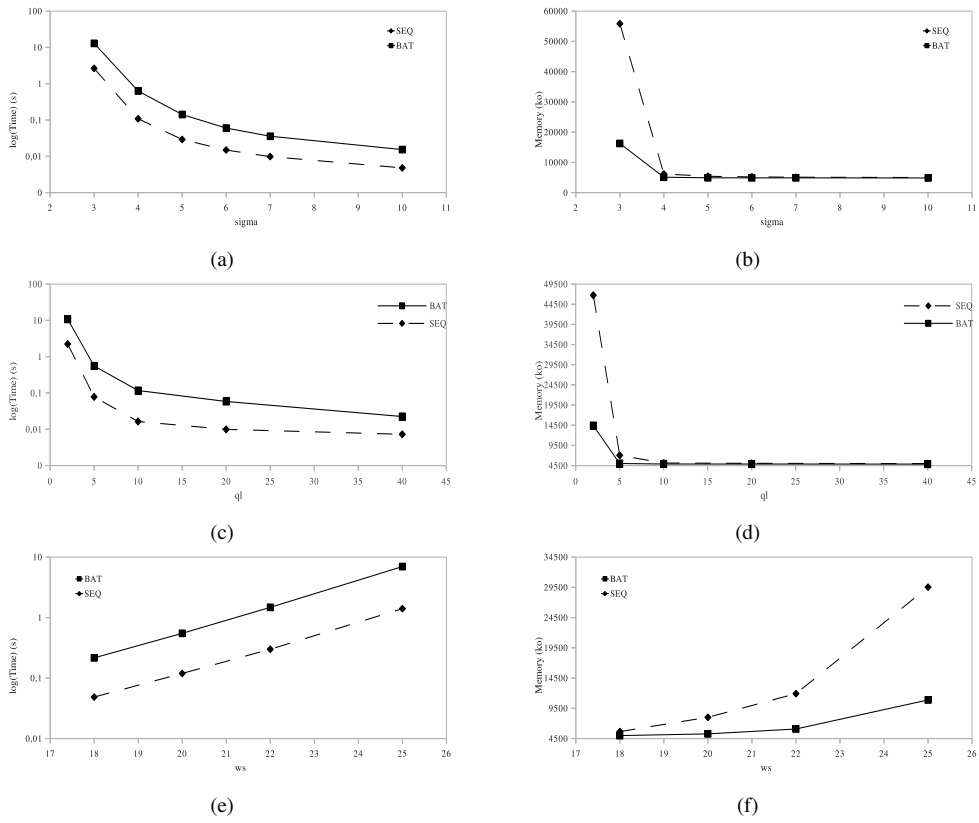 100
10
1
0,1
0,01
0
log(Time) (s)
SEQ
BAT
2 3 4 5 6 7 8 9 10 11
sigma
(a)
60000
50000
40000
30000
20000
10000
0
Memory (ko)
SEQ
BAT
2 3 4 5 6 7 8 9 10 11
sigma
(b)
100
10
1
0,1
0,01
0
log(Time) (s)
BAT
SEQ
0 5 10 15 20 25 30 35 40 45
ql
(c)
49500
44500
39500
34500
29500
24500
19500
14500
9500
4500
Memory (ko)
SEQ
BAT
0 5 10 15 20 25 30 35 40 45
ql
(d)
10
1
0,1
0,01
log(Time) (s)
BAT
SEQ
17 18 19 20 21 22 23 24 25 26
ws
(e)
34500
29500
24500
19500
14500
9500
4500
Memory (ko)
BAT
SEQ
17 18 19 20 21 22 23 24 25 26
ws
(f)